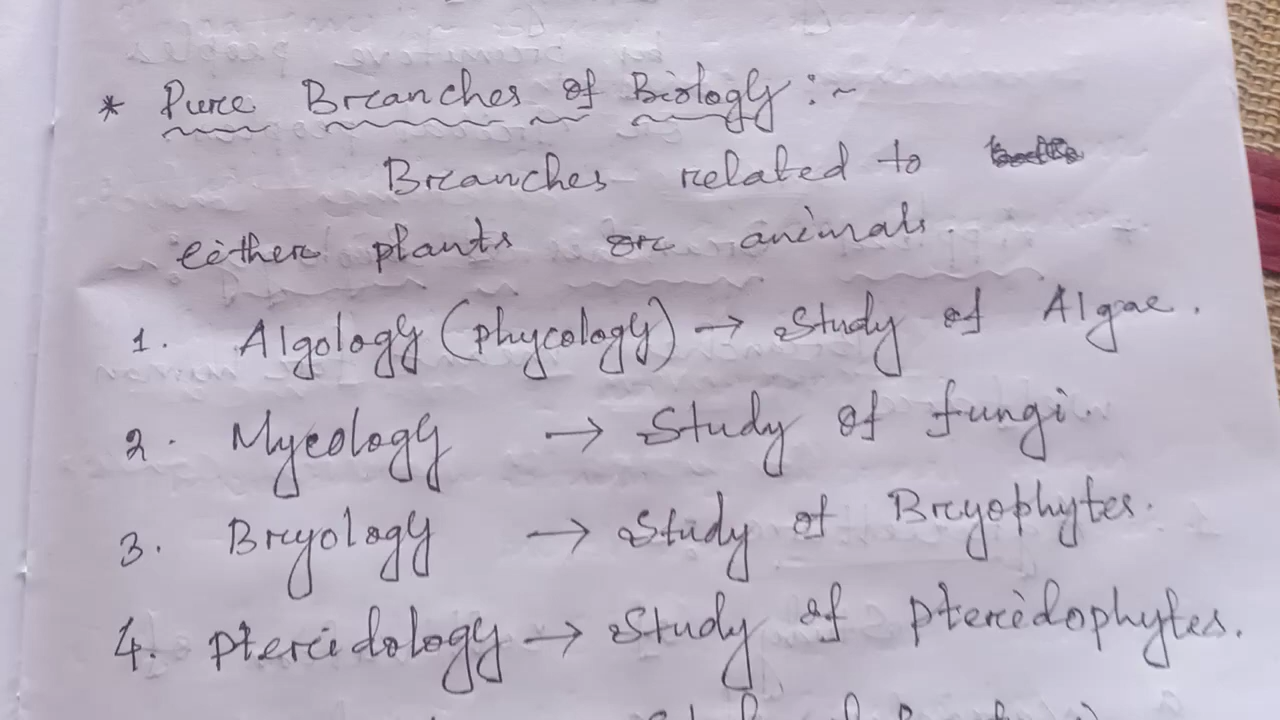 * Pure Branches of Biology :~
Branches related to
either plants or animals.
1. Algology (phycology) → Study of Algae.
2. Mycology → Study of fungi.
3. Bryology → Study of Bryophytes.
4. Pteridology → Study of pteridophytes.